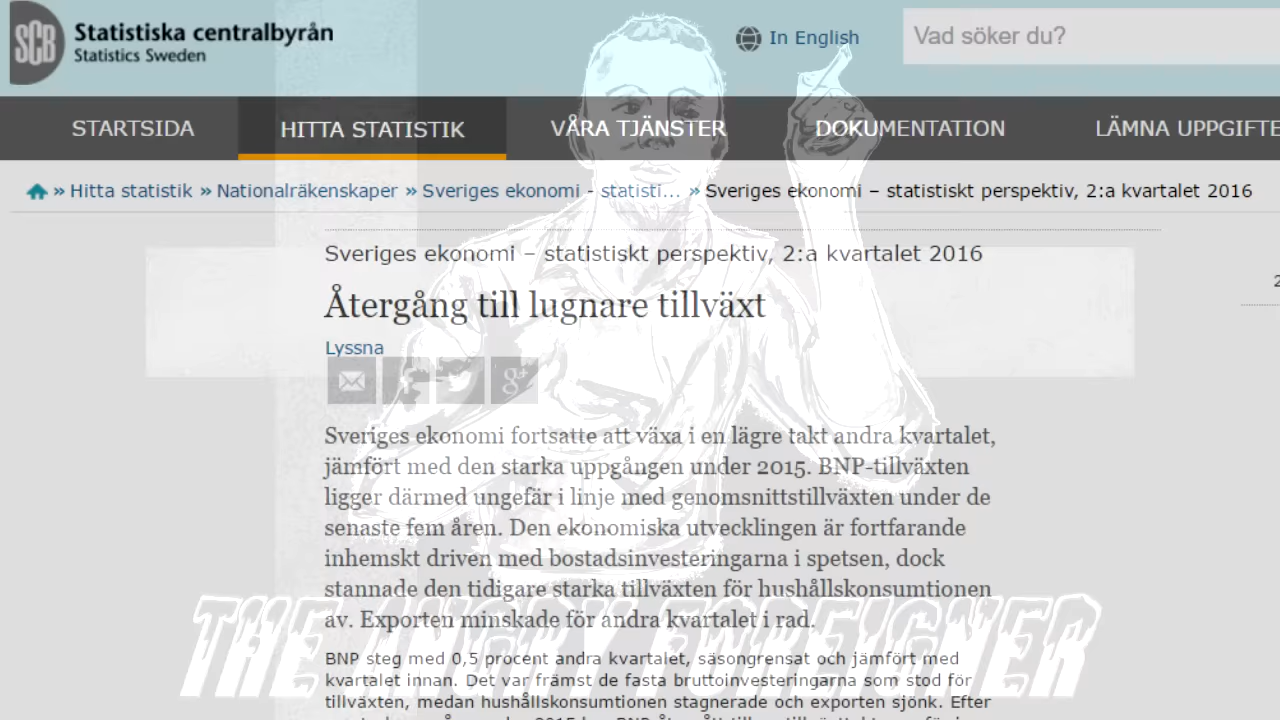 SCB
Statistiska centralbyrån
Statistics Sweden
In English
Vad söker du?
STARTSIDA HITTA STATISTIK VÅRA TJÄNSTER DOKUMENTATION LÄMNA UPPGIFTE
» Hitta statistik » Nationalräkenskaper » Sveriges ekonomi - statisti... » Sveriges ekonomi – statistiskt perspektiv, 2:a kvartalet 2016
Sveriges ekonomi – statistiskt perspektiv, 2:a kvartalet 2016
2
Återgång till lugnare tillväxt
Lyssna
g+
Sveriges ekonomi fortsatte att växa i en lägre takt andra kvartalet,
jämfört med den starka uppgången under 2015. BNP-tillväxten
ligger därmed ungefär i linje med genomsnittstillväxten under de
senaste fem åren. Den ekonomiska utvecklingen är fortfarande
inhemskt driven med bostadsinvesteringarna i spetsen, dock
stannade den tidigare starka tillväxten för hushållskonsumtionen
av. Exporten minskade för andra kvartalet i rad.
THE ANGRY FOREIGNER
BNP steg med 0,5 procent andra kvartalet, säsongrensat och jämfört med
kvartalet innan. Det var främst de fasta bruttoinvesteringarna som stod för
tillväxten, medan hushållskonsumtionen stagnerade och exporten sjönk. Efter